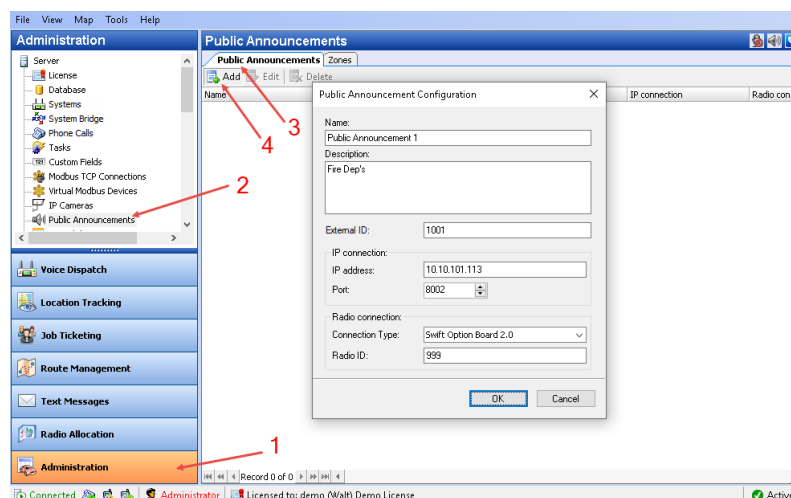 File View Map Tools Help
Administration
Public Announcements
Server
License
Database
Systems
System Bridge
Phone Calls
Tasks
Custom Fields
Modbus TCP Connections
Virtual Modbus Devices
IP Cameras
Public Announcements
Public Announcements Zones
Add Edit Delete
Name
IP connection
Radio con
Public Announcement Configuration
Name:
Public Announcement 1
Description:
Fire Dep's
External ID: 1001
IP connection:
IP address: 10.10.101.113
Port: 8002
Radio connection:
Connection Type: Swift Option Board 2.0
Radio ID: 999
OK Cancel
3
4
2
1
Voice Dispatch
Location Tracking
Job Ticketing
Route Management
Text Messages
Radio Allocation
Administration
Record 0 of 0
Connected Administrator Licensed to: demo (Walt) Demo License Activ